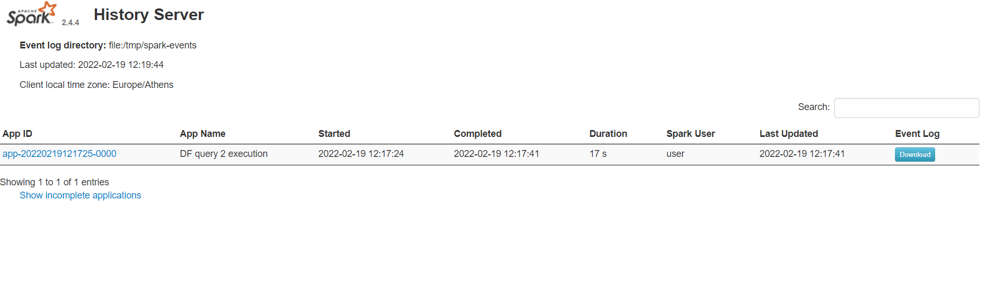 APACHE
Spark 2.4.4 History Server
Event log directory: file:/tmp/spark-events
Last updated: 2022-02-19 12:19:44
Client local time zone: Europe/Athens
Search:
App ID App Name Started Completed Duration Spark User Last Updated Event Log
app-20220219121725-0000 DF query 2 execution 2022-02-19 12:17:24 2022-02-19 12:17:41 17 s user 2022-02-19 12:17:41 Download
Showing 1 to 1 of 1 entries
Show incomplete applications